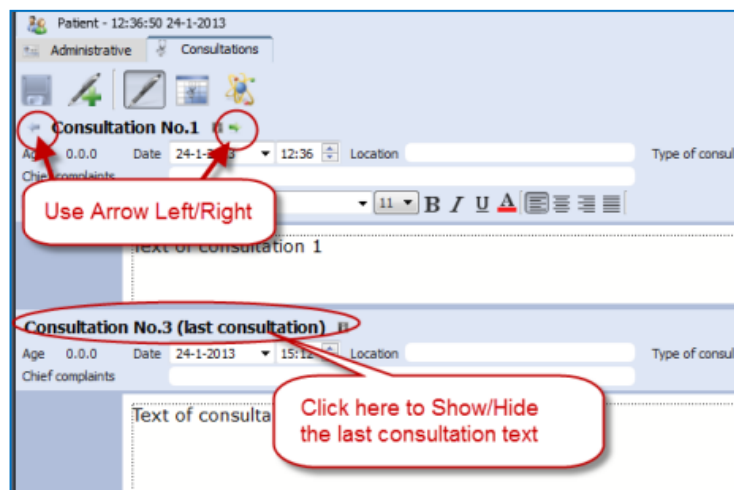 Patient - 12:36:50 24-1-2013
Administrative Consultations
Consultation No.1
Age 0.0.0 Date 24-1-2013 12:36 Location Type of consul
Chief complaints
Use Arrow Left/Right
11 B I U A
Text of consultation 1
Consultation No.3 (last consultation)
Age 0.0.0 Date 24-1-2013 15:12 Location Type of consul
Chief complaints
Text of consulta
Click here to Show/Hide
the last consultation text